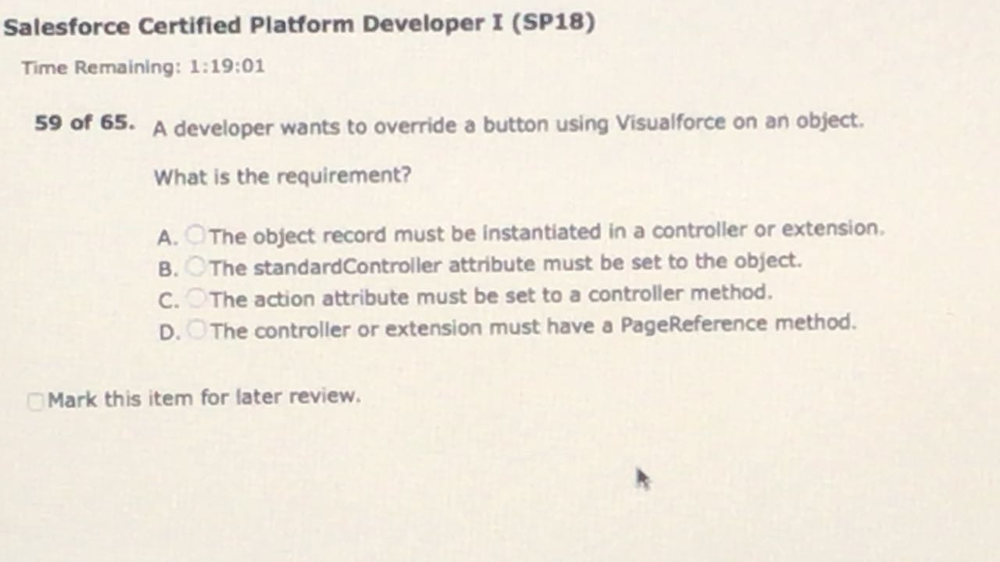 Salesforce Certified Platform Developer I (SP18)
Time Remaining: 1:19:01
59 of 65. A developer wants to override a button using Visualforce on an object.
What is the requirement?
A. The object record must be instantiated in a controller or extension.
B. The standardController attribute must be set to the object.
C. The action attribute must be set to a controller method.
D. The controller or extension must have a PageReference method.
Mark this item for later review.